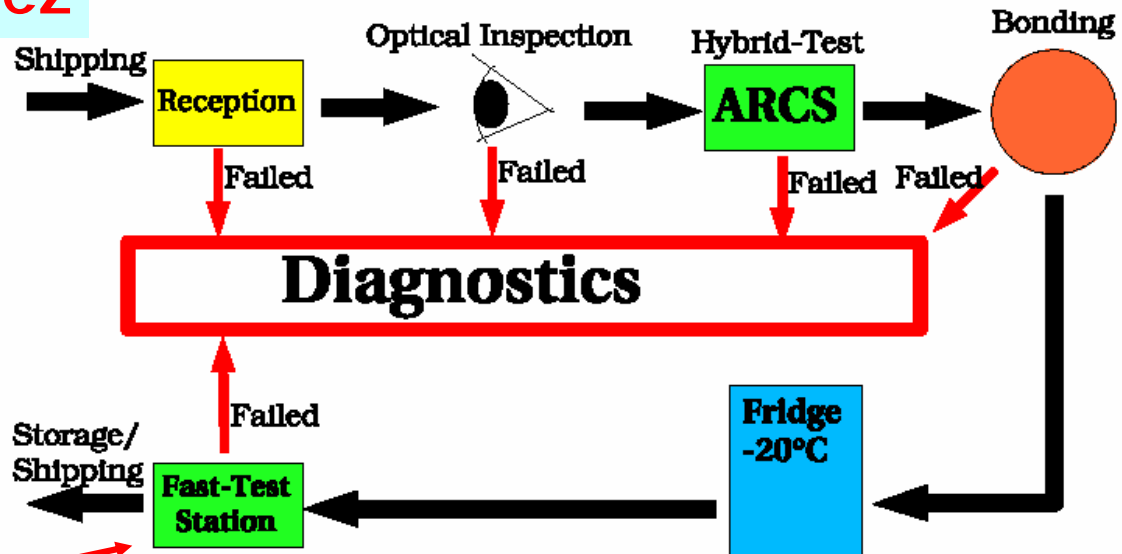 CZ
Shipping
Optical Inspection
Hybrid-Test
Bonding
Reception
ARCS
Failed
Failed
Failed
Failed
Diagnostics
Failed
Fridge
-20°C
Storage/
Shipping
Fast-Test
Station